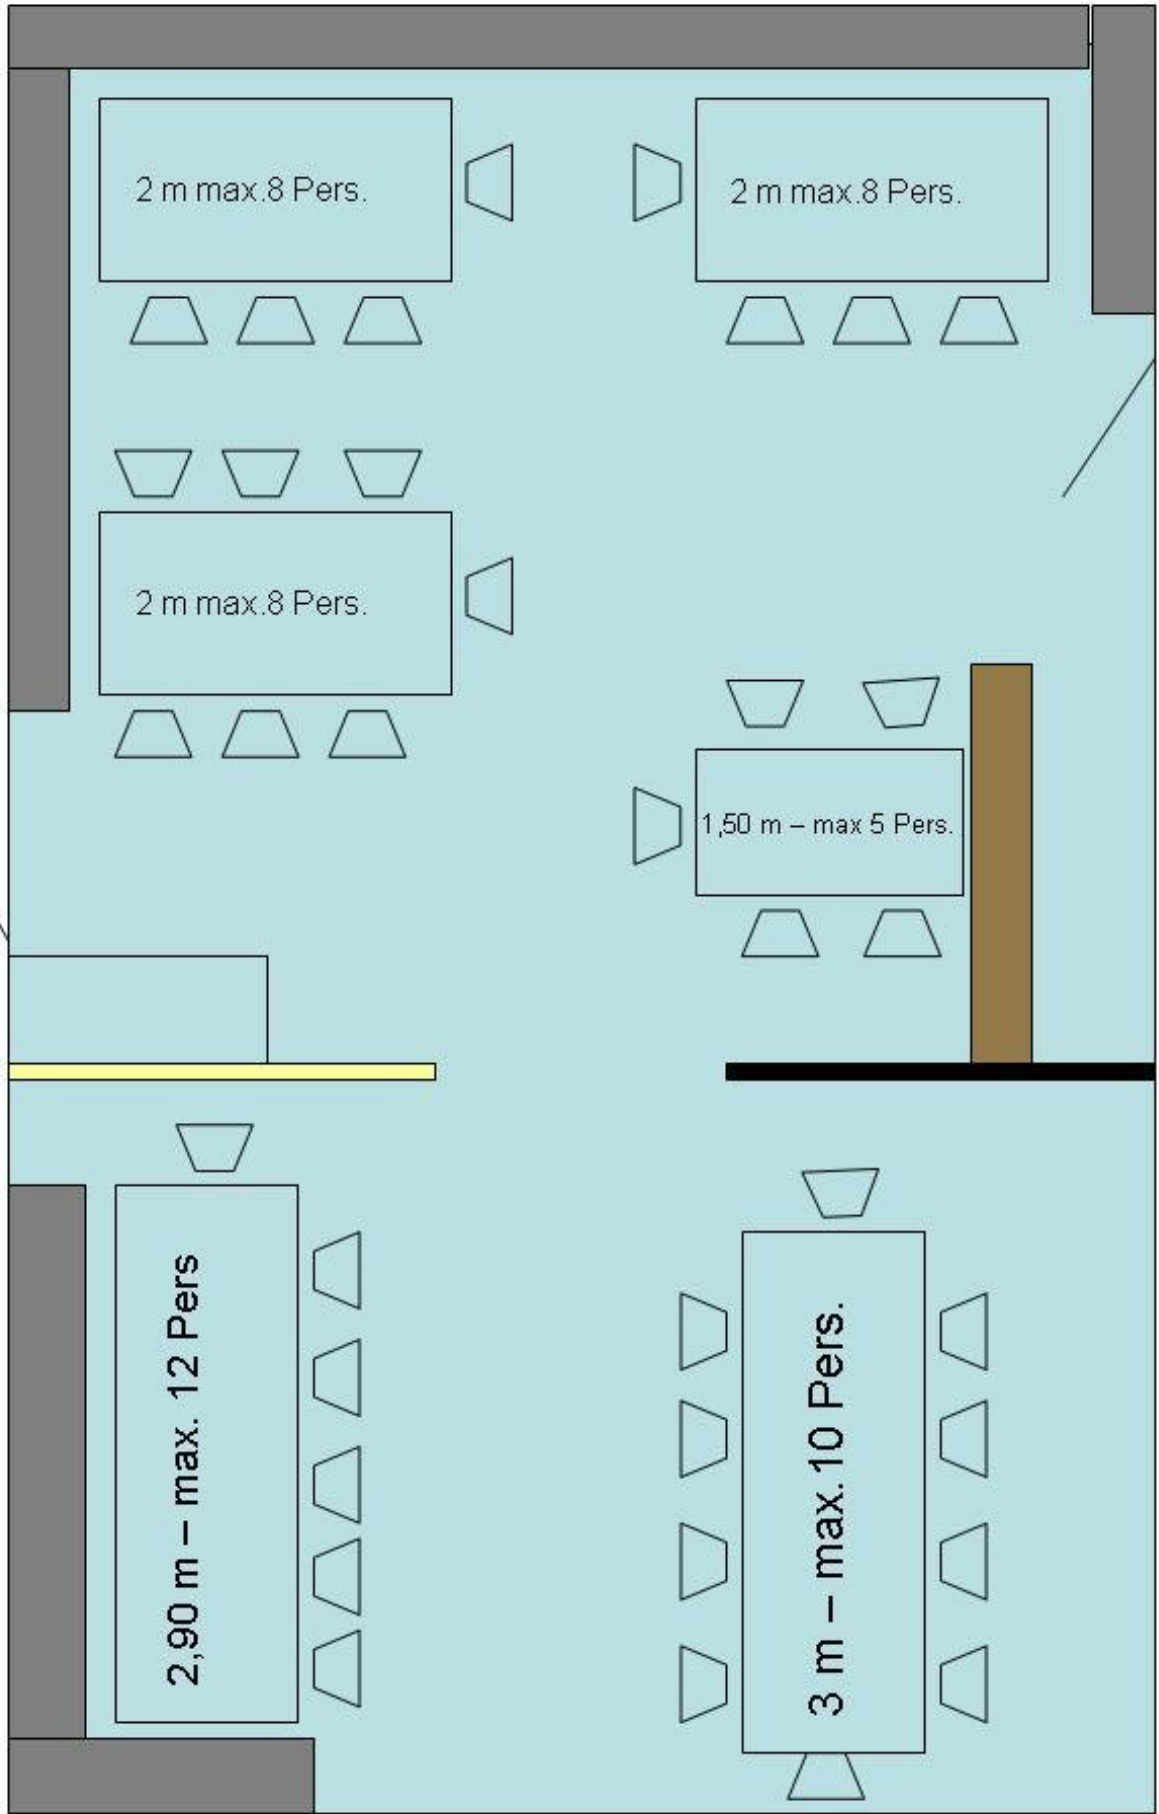 2 m max.8 Pers.
2 m max.8 Pers.
2 m max.8 Pers.
1,50 m – max 5 Pers.
2,90 m – max. 12 Pers
3 m – max. 10 Pers.